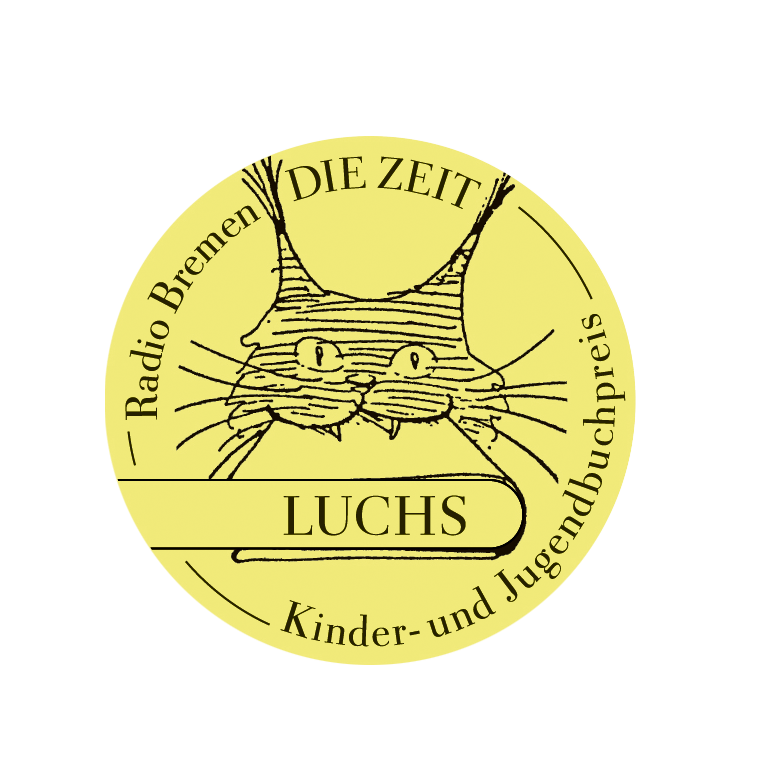 Radio Bremen
DIE ZEIT
LUCHS
Kinder- und Jugendbuchpreis